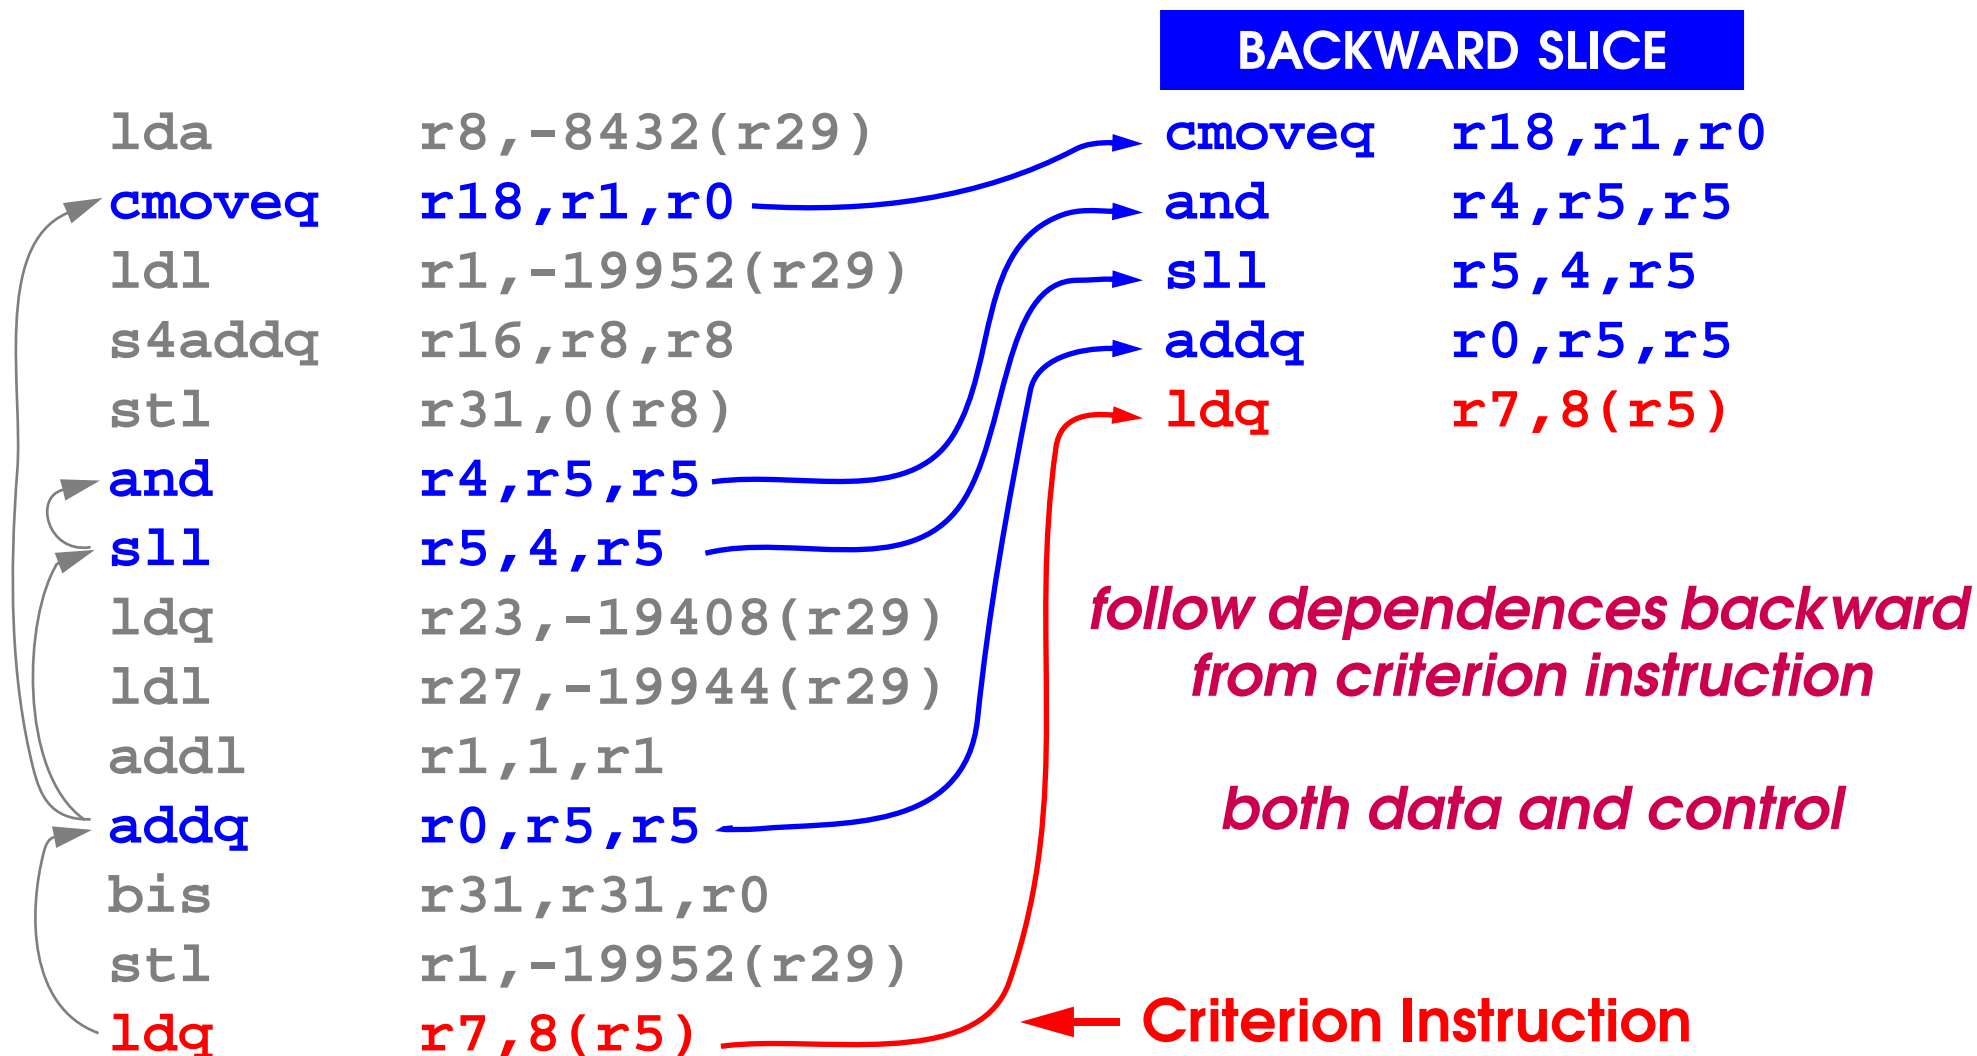 BACKWARD SLICE
lda r8,-8432(r29)
cmoveq r18,r1,r0
ldl r1,-19952(r29)
s4addq r16,r8,r8
stl r31,0(r8)
and r4,r5,r5
sll r5,4,r5
ldq r23,-19408(r29)
ldl r27,-19944(r29)
addl r1,1,r1
addq r0,r5,r5
bis r31,r31,r0
stl r1,-19952(r29)
ldq r7,8(r5)
cmoveq r18,r1,r0
and r4,r5,r5
sll r5,4,r5
addq r0,r5,r5
ldq r7,8(r5)
follow dependences backward
from criterion instruction
both data and control
Criterion Instruction